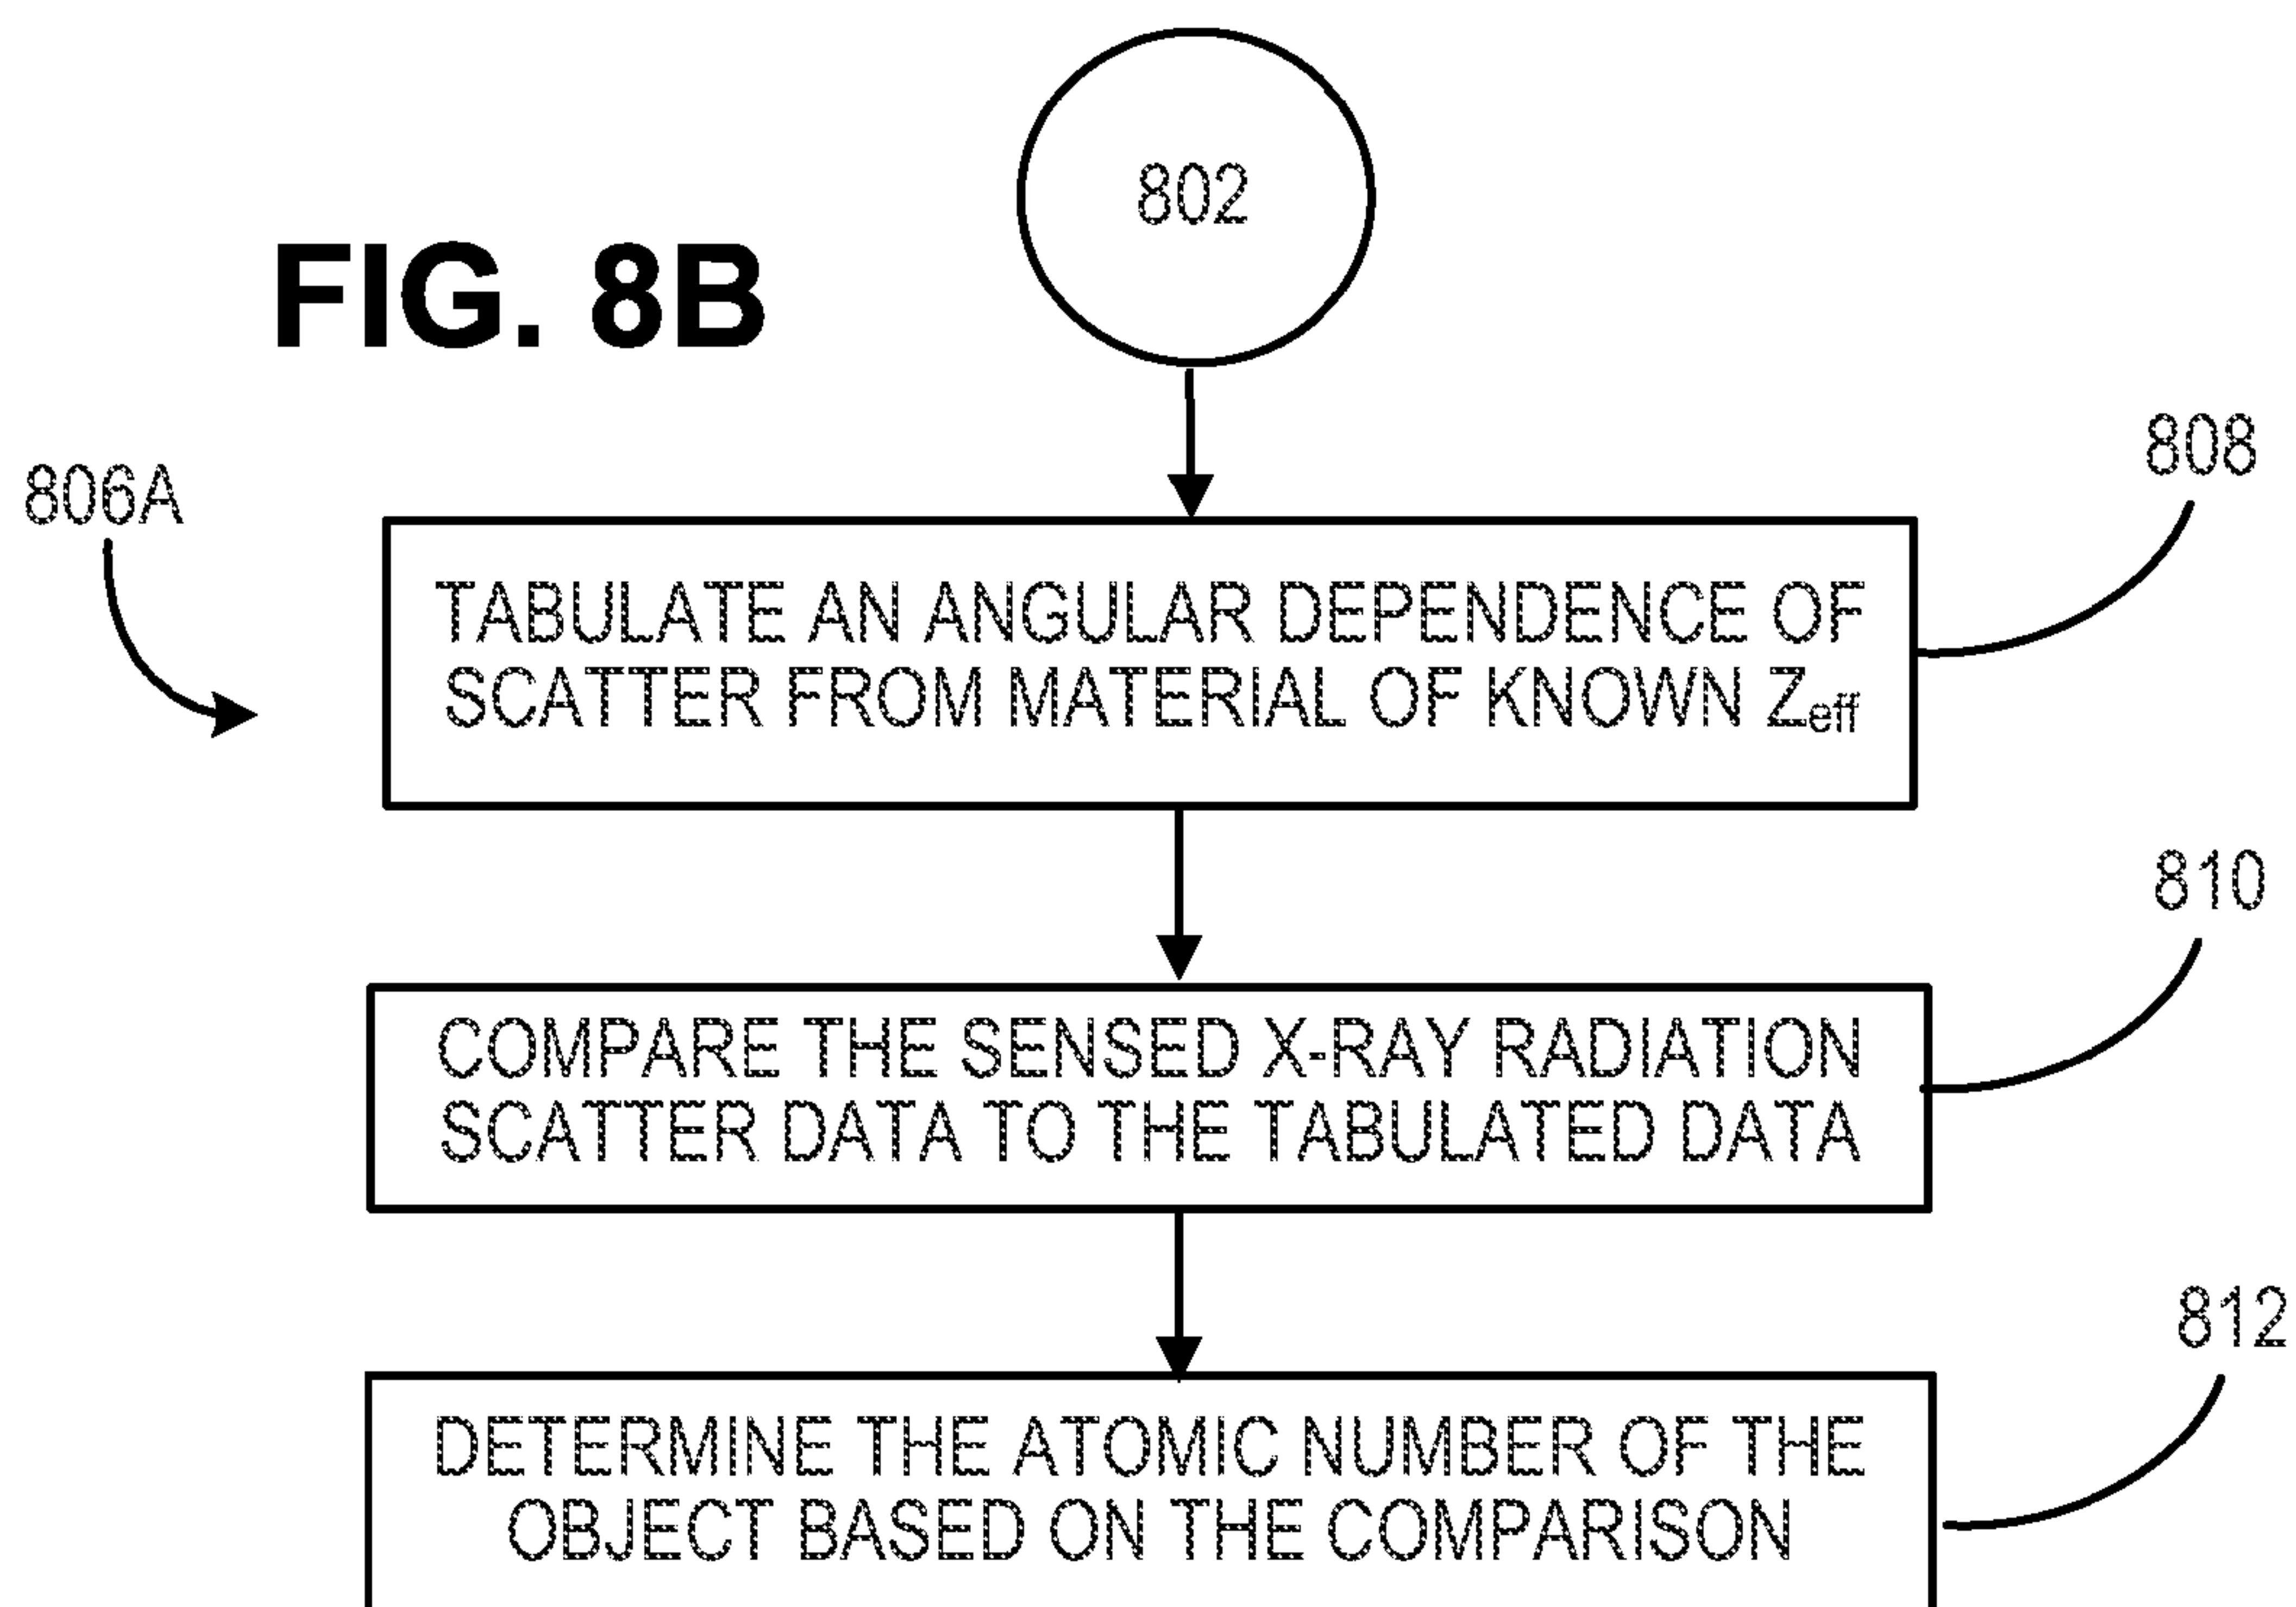 802
FIG. 8B
808
806A
TABULATE AN ANGULAR DEPENDENCE OF
SCATTER FROM MATERIAL OF KNOWN Zeff
810
COMPARE THE SENSED X-RAY RADIATION
SCATTER DATA TO THE TABULATED DATA
812
DETERMINE THE ATOMIC NUMBER OF THE
OBJECT BASED ON THE COMPARISON